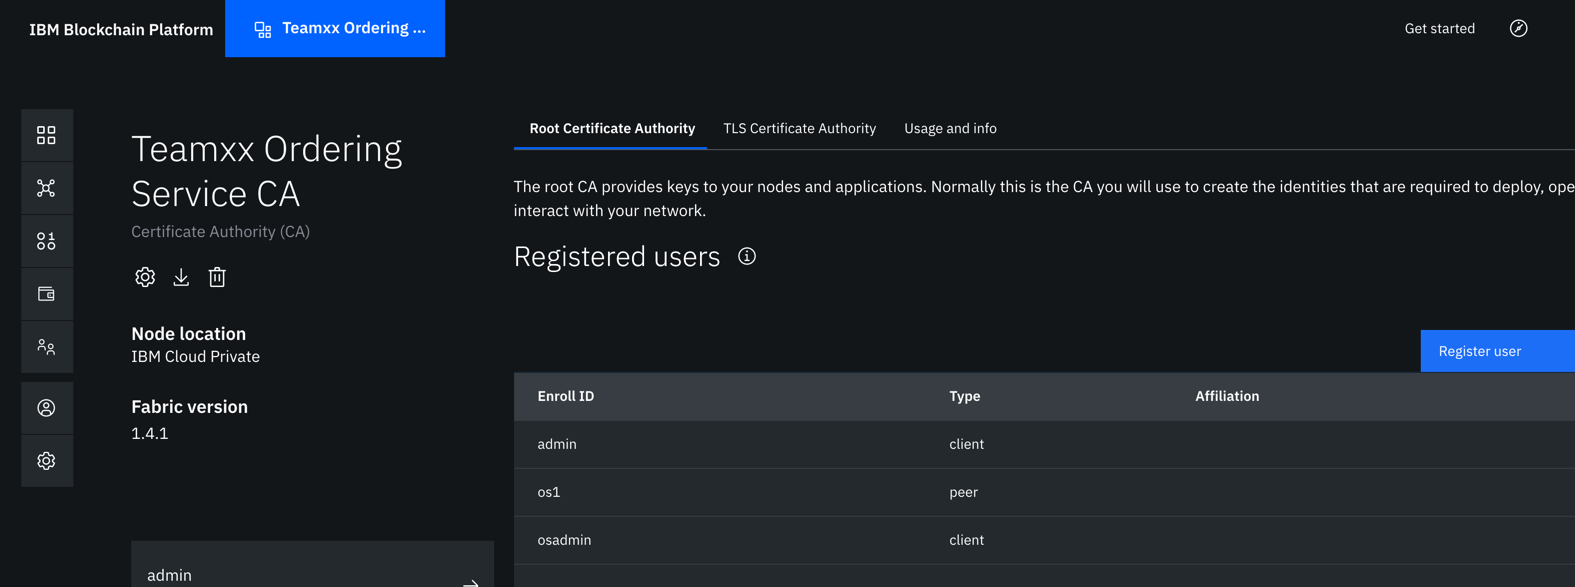 IBM Blockchain Platform
Teamxx Ordering ...
Get started
Teamxx Ordering
Service CA
Certificate Authority (CA)
Node location
IBM Cloud Private
Fabric version
1.4.1
admin
Root Certificate Authority
TLS Certificate Authority
Usage and info
The root CA provides keys to your nodes and applications. Normally this is the CA you will use to create the identities that are required to deploy, ope
interact with your network.
Registered users
Register user
Enroll ID Type Affiliation
admin client
os1 peer
osadmin client